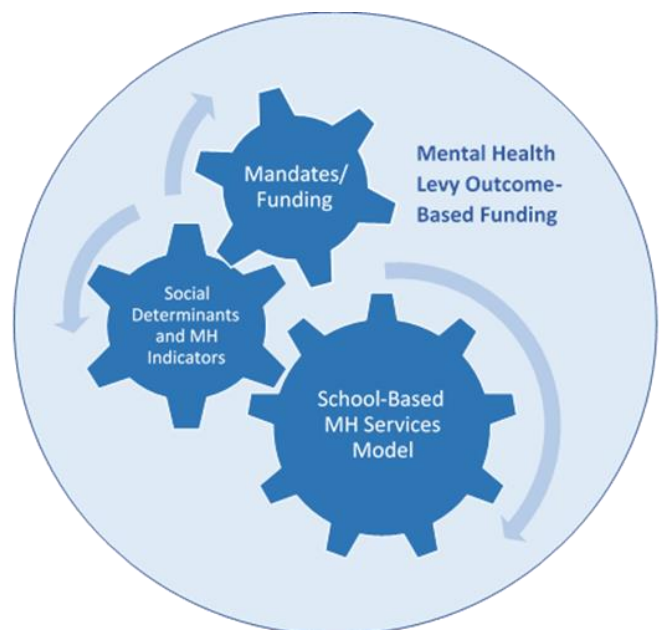 Mandates/
Funding
Mental Health
Levy Outcome-
Based Funding
Social
Determinants
and MH
Indicators
School-Based
MH Services
Model